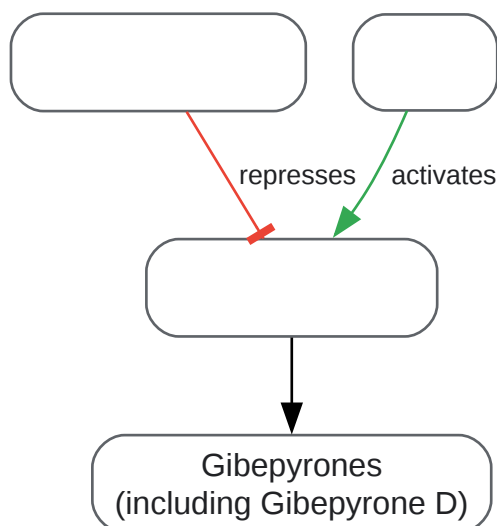 represses
activates
Gibepyrones
(including Gibepyrone D)